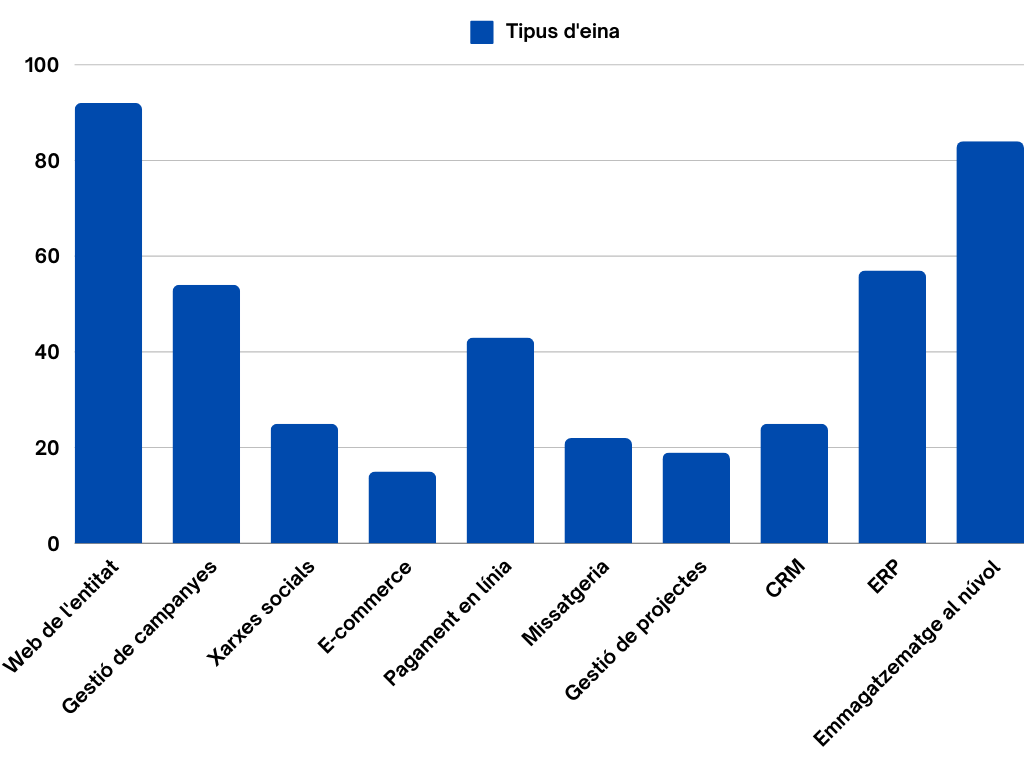 Tipus d'eina
100
80
60
40
20
0
Web de l'entitat
Gestió de campanyes
Xarxes socials
E-commerce
Pagament en línia
Missatgeria
Gestió de projectes
CRM
ERP
Emmagatzematge al núvol